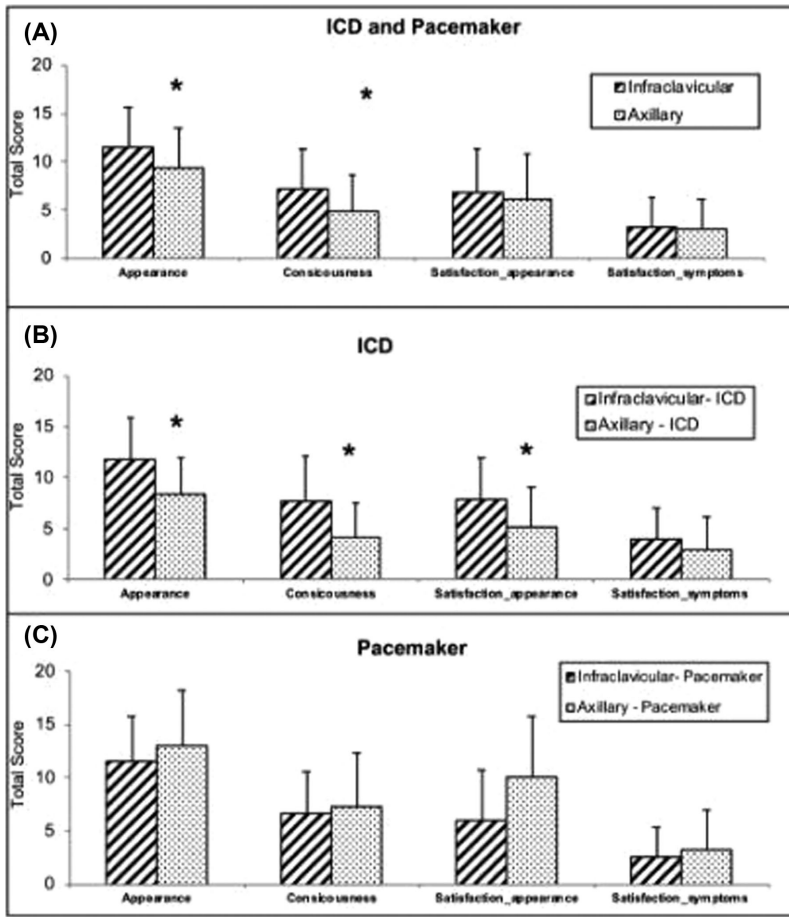 (A)
ICD and Pacemaker
20
15
10
5
0
Total Score
*
*
Infraclavicular
Axillary
Appearance Consicousness Satisfaction_appearance Satisfaction_symptoms
(B)
ICD
20
15
10
5
0
Total Score
*
*
*
Infraclavicular- ICD
Axillary - ICD
Appearance Consicousness Satisfaction_appearance Satisfaction_symptoms
(C)
Pacemaker
20
15
10
5
0
Total Score
Infraclavicular- Pacemaker
Axillary - Pacemaker
Appearance Consicousness Satisfaction_appearance Satisfaction_symptoms